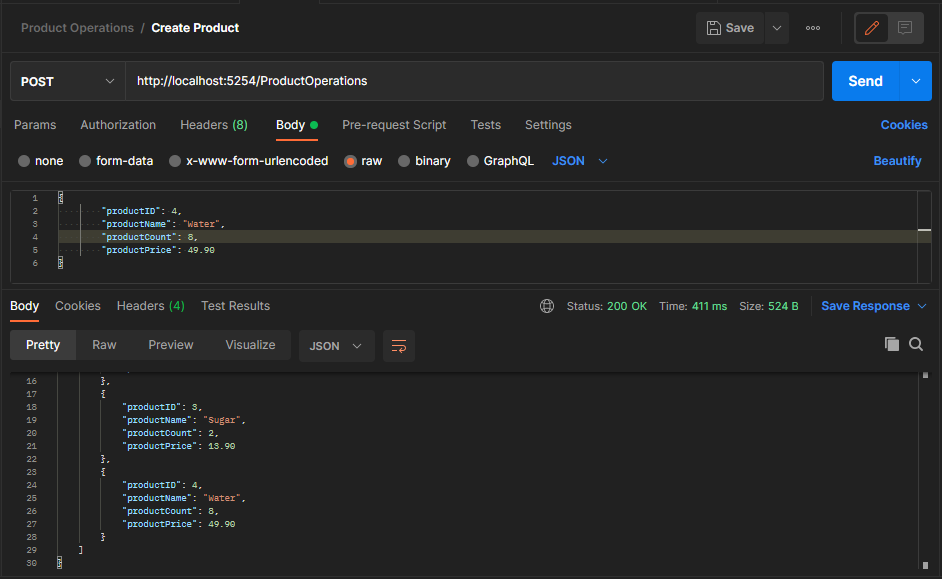 Product Operations / Create Product Save
POST http://localhost:5254/ProductOperations Send
Params Authorization Headers (8) Body Pre-request Script Tests Settings Cookies
none form-data x-www-form-urlencoded raw binary GraphQL JSON Beautify
1 {
2 "productID": 4,
3 "productName": "Water",
4 "productCount": 8,
5 "productPrice": 49.90
6 }
Body Cookies Headers (4) Test Results Status: 200 OK Time: 411 ms Size: 524 B Save Response
Pretty Raw Preview Visualize JSON
16 },
17 {
18 "productID": 3,
19 "productName": "Sugar",
20 "productCount": 2,
21 "productPrice": 13.90
22 },
23 {
24 "productID": 4,
25 "productName": "Water",
26 "productCount": 8,
27 "productPrice": 49.90
28 }
29 ]
30 }